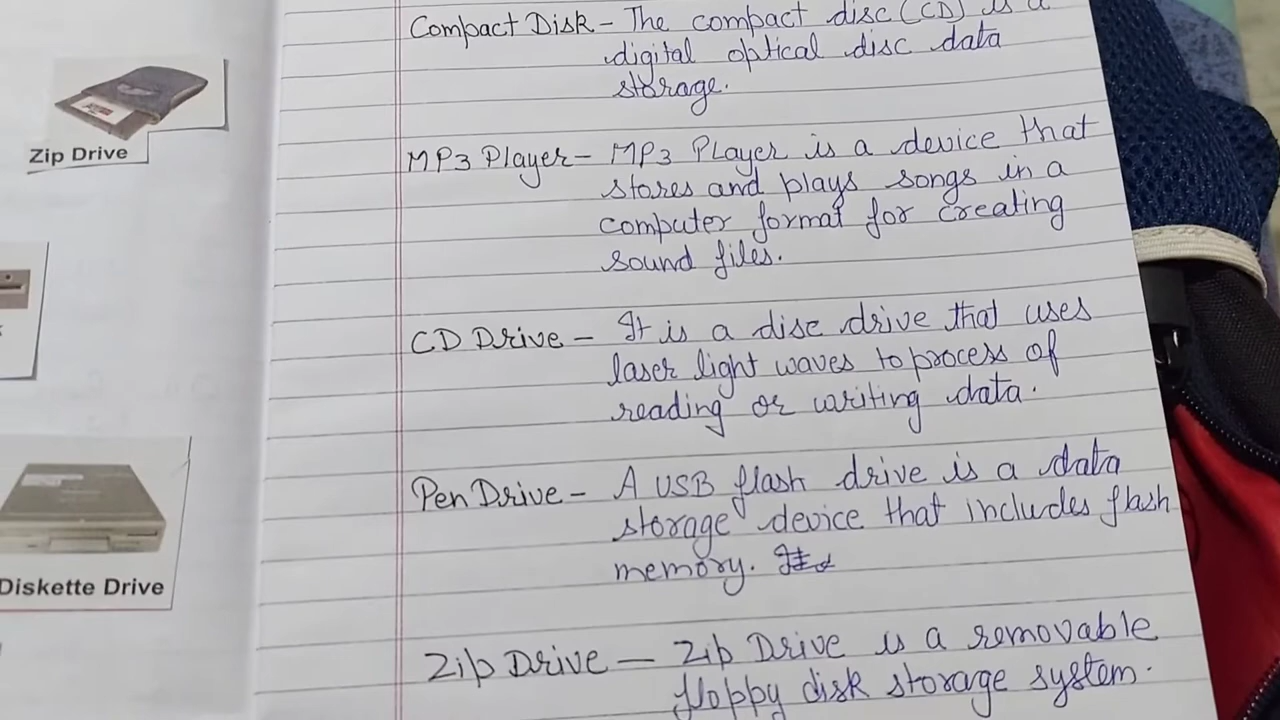 Zip Drive
Diskette Drive
Compact Disk - The compact disc (CD) is a
digital optical disc data
storage.
MP3 Player - MP3 Player is a device that
stores and plays songs in a
computer format for creating
sound files.
CD Drive - It is a disc drive that uses
laser light waves to process of
reading or writing data.
Pen Drive - A USB flash drive is a data
storage device that includes flash
memory.
Zip Drive - Zip Drive is a removable
floppy disk storage system.